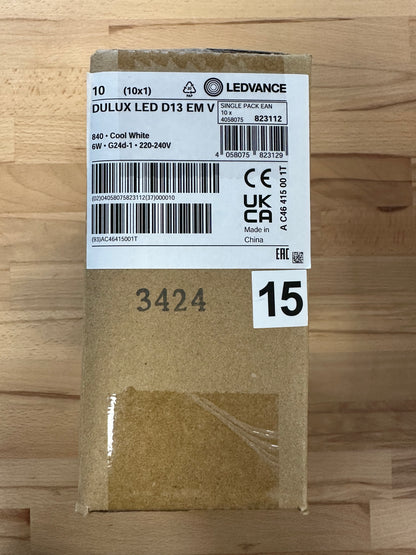 10 (10x1)
PAP
LEDVANCE
DULUX LED D13 EM V
SINGLE PACK EAN
10 x
4058075 823112
840 • Cool White
6W • G24d-1 • 220-240V
4 058075 823129
(02)04058075823112(37)000010
CE
UK
CA
A C46 415 00 1T
Made in
China
(93)AC46415001T
EAC
3424
15